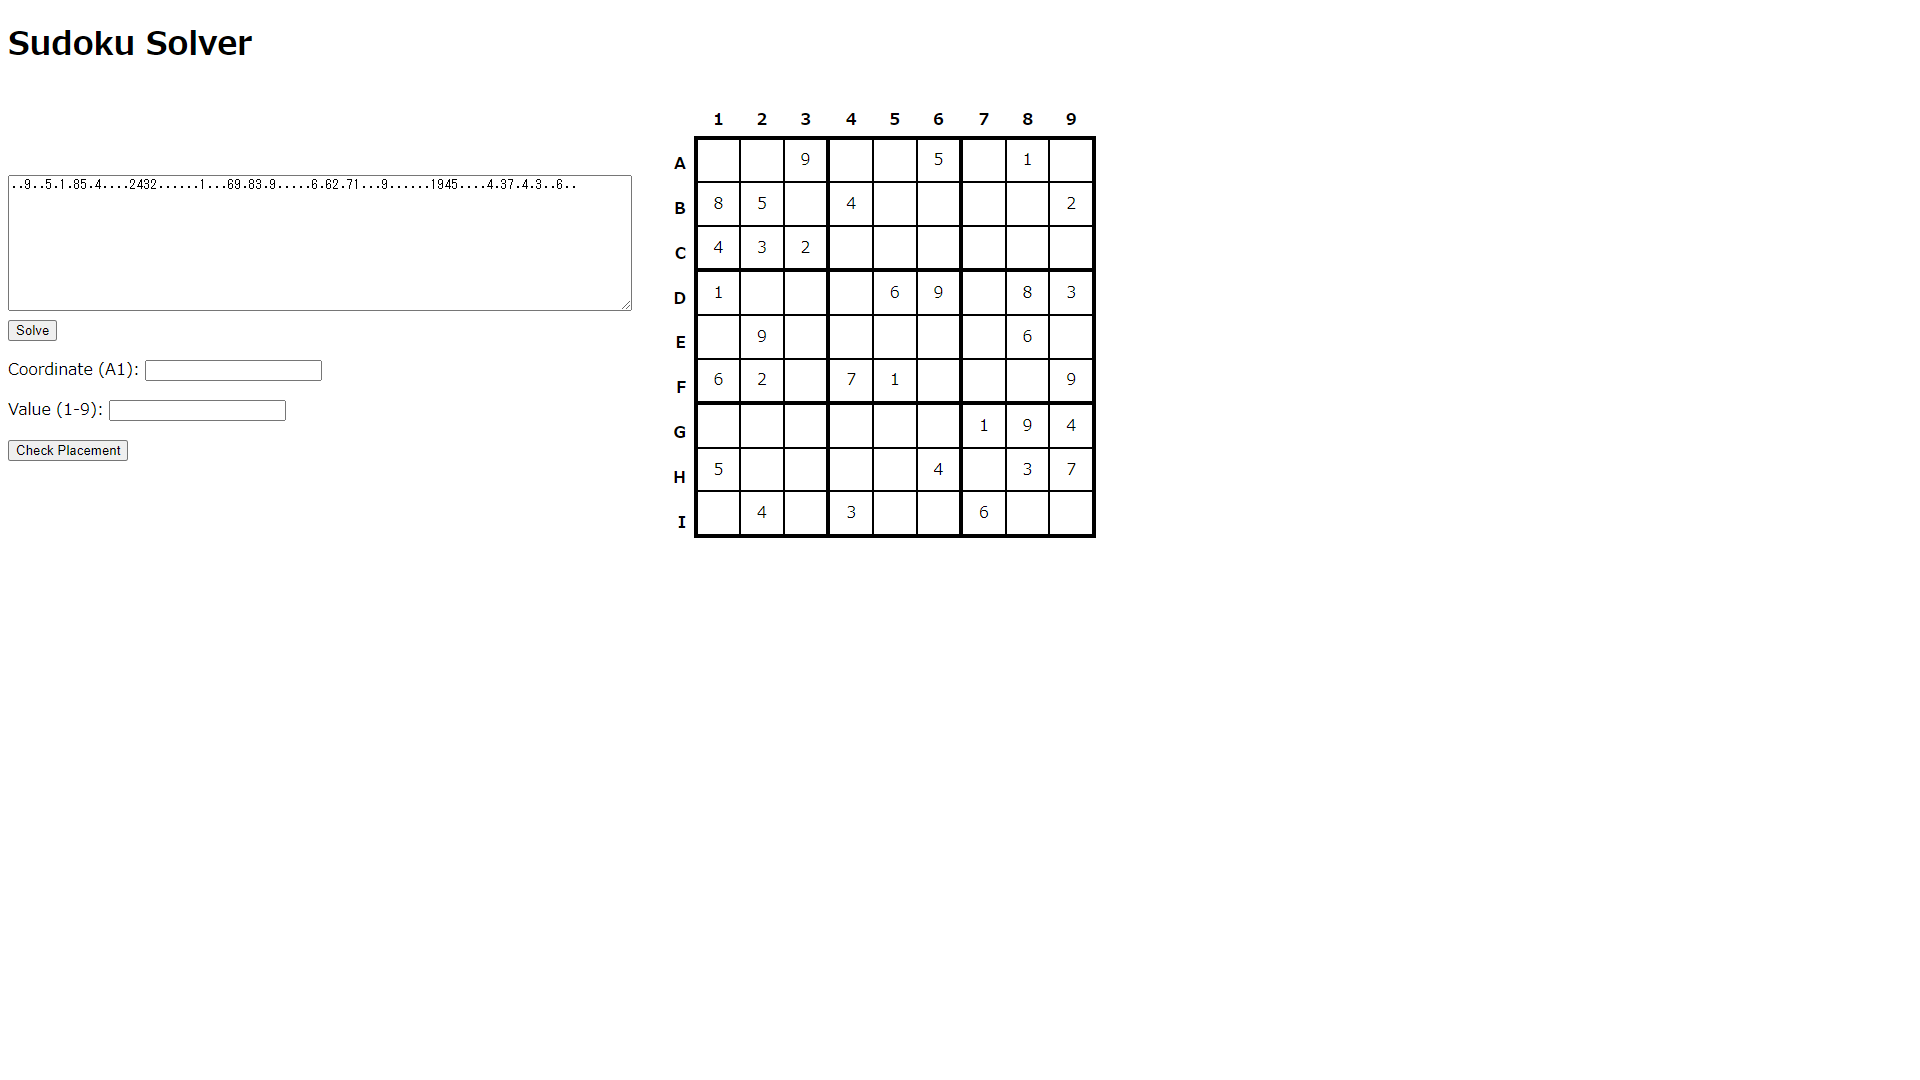 Sudoku Solver
..9..5.1.85.4....2432......1...69.83.9.....6.62.71...9......1945....4.37.4.3..6..
Solve
Coordinate (A1):
Value (1-9):
Check Placement
1 2 3 4 5 6 7 8 9
A 9 5 1
B 8 5 4 2
C 4 3 2
D 1 6 9 8 3
E 9 6
F 6 2 7 1 9
G 1 9 4
H 5 4 3 7
I 4 3 6